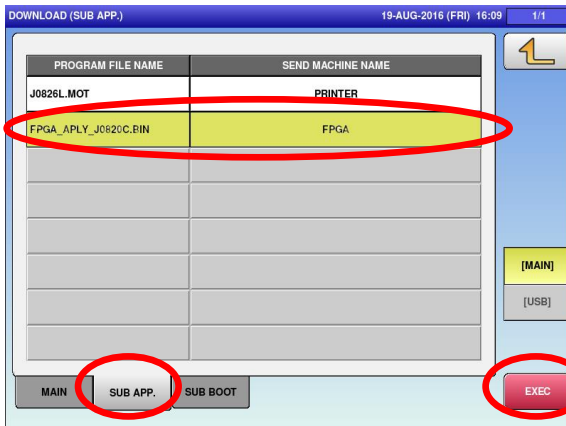 DOWNLOAD (SUB APP.) 19-AUG-2016 (FRI) 16:09 1/1
PROGRAM FILE NAME SEND MACHINE NAME
J0826L.MOT PRINTER
FPGA_APLY_J0820C.BIN FPGA
[MAIN]
[USB]
MAIN SUB APP. SUB BOOT EXEC